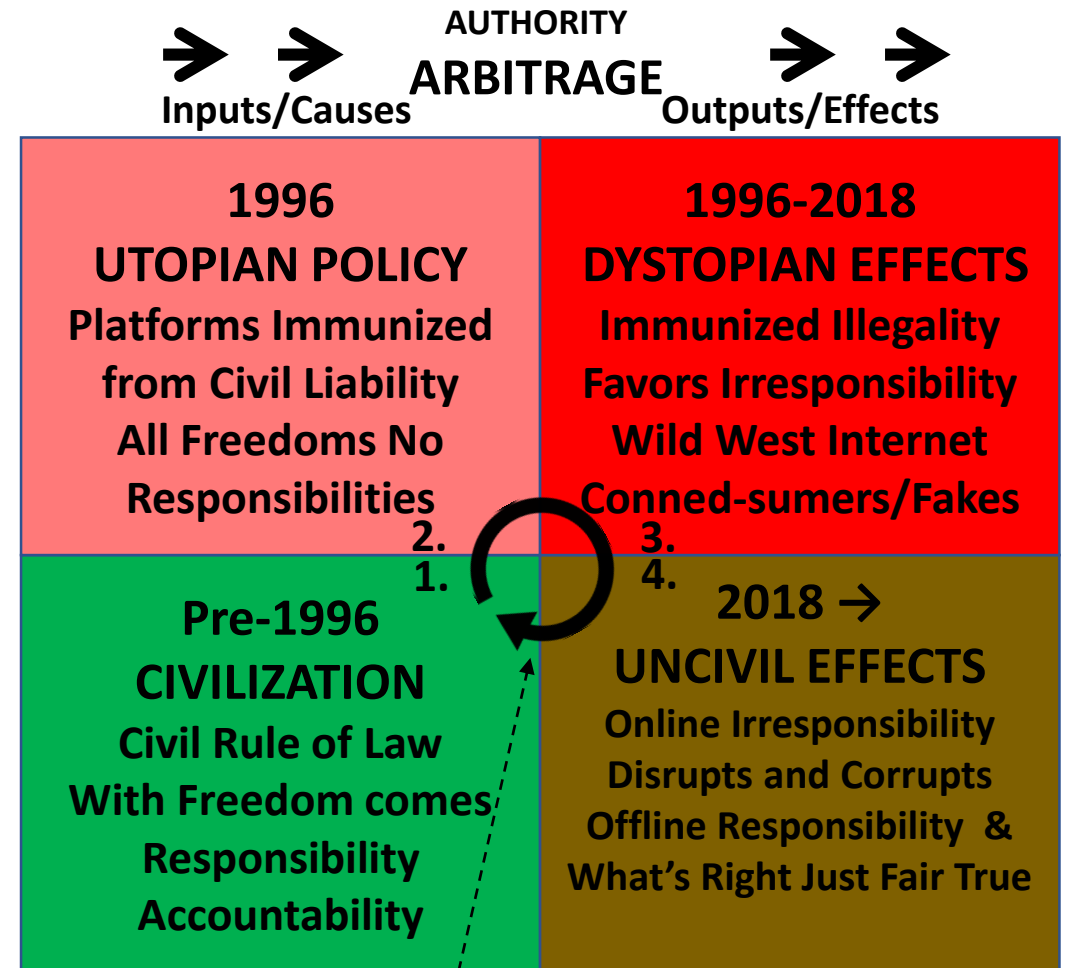 AUTHORITY
ARBITRAGE
Inputs/Causes
Outputs/Effects
1996
UTOPIAN POLICY
Platforms Immunized
from Civil Liability
All Freedoms No
Responsibilities
2.
1996-2018
DYSTOPIAN EFFECTS
Immunized Illegality
Favors Irresponsibility
Wild West Internet
Conned-sumers/Fakes
3.
1.
Pre-1996
CIVILIZATION
Civil Rule of Law
With Freedom comes
Responsibility
Accountability
4.
2018 →
UNCIVIL EFFECTS
Online Irresponsibility
Disrupts and Corrupts
Offline Responsibility &
What’s Right Just Fair True